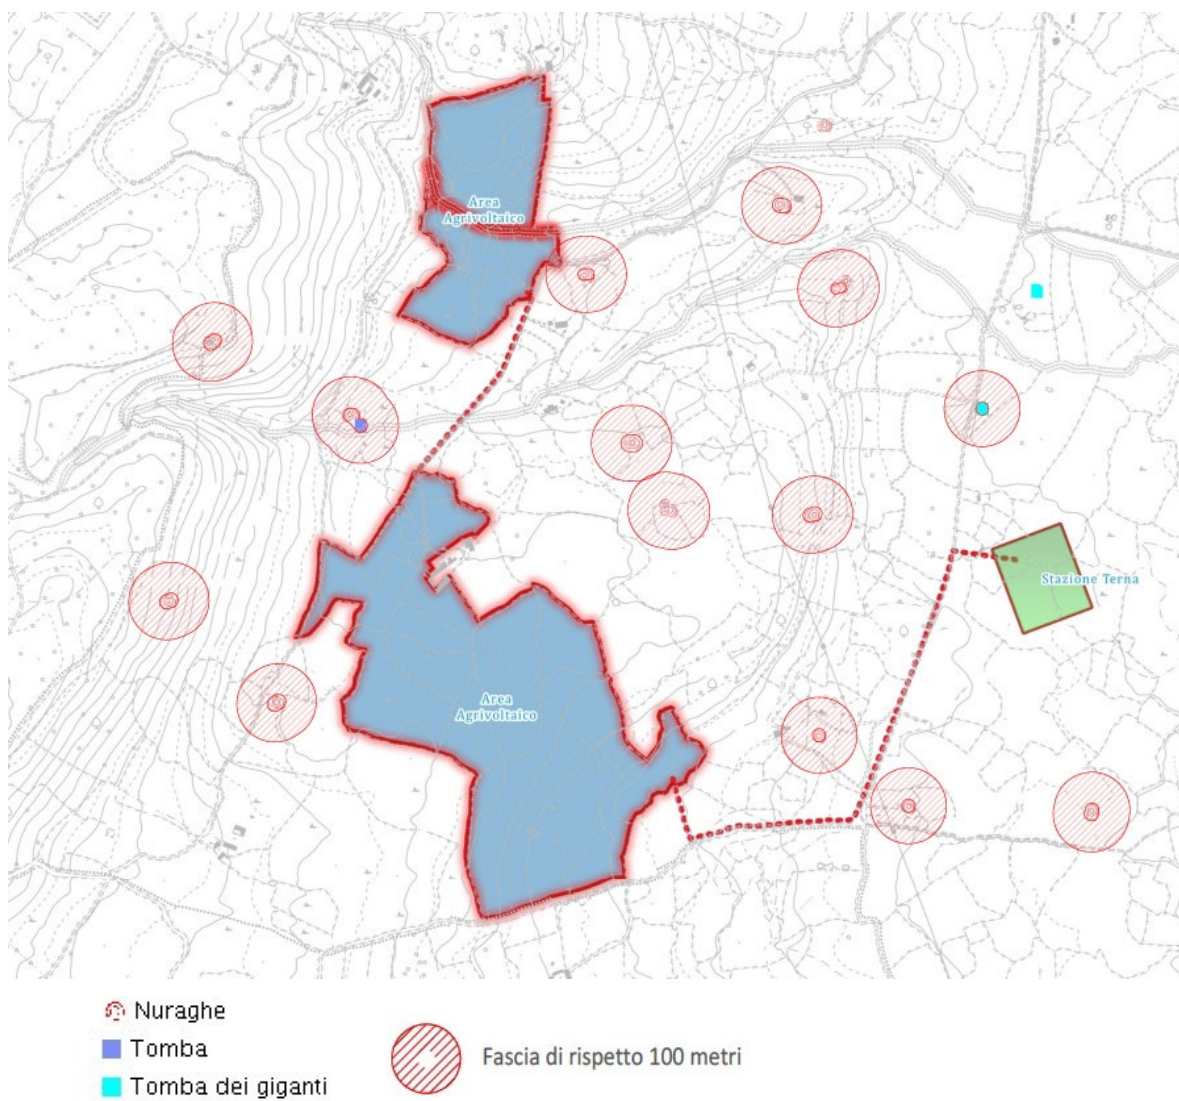 Area
Agrivoltaico
Stazione Terna
Area
Agrivoltaico
Nuraghe
Tomba
Fascia di rispetto 100 metri
Tomba dei giganti